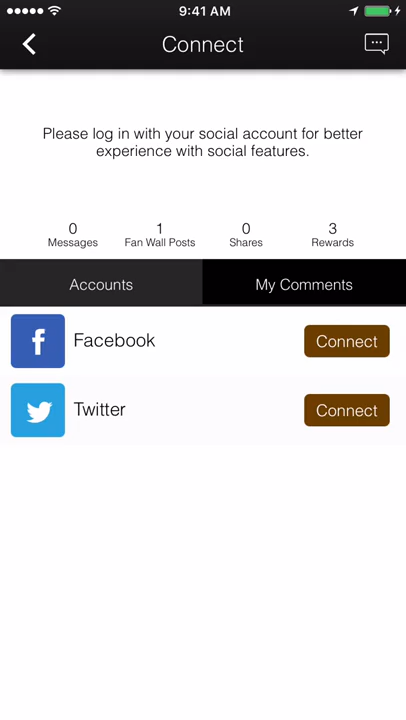 9:41 AM
Connect
Please log in with your social account for better
experience with social features.
0 1 0 3
Messages Fan Wall Posts Shares Rewards
Accounts My Comments
Facebook Connect
Twitter Connect